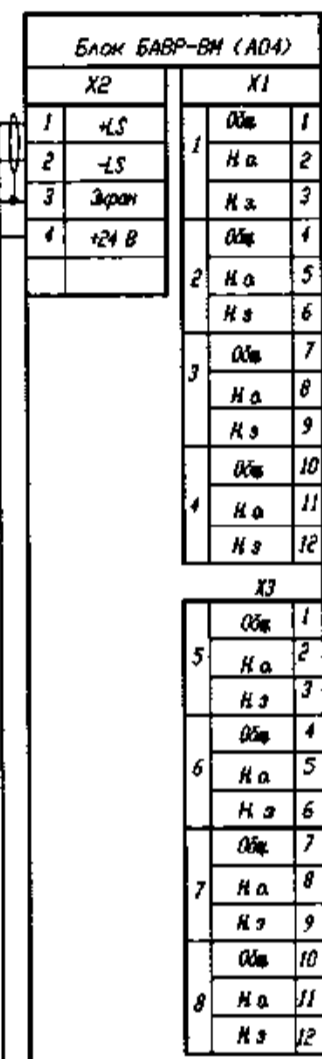 Блок БАВР-ВМ (А04)
X2
1 +LS
2 -LS
3 Экран
4 +24 В
X1
1
Общ. 1
Н.о. 2
Н.з. 3
2
Общ. 4
Н.о. 5
Н.з. 6
3
Общ. 7
Н.о. 8
Н.з. 9
4
Общ. 10
Н.о. 11
Н.з. 12
X3
5
Общ. 1
Н.о. 2
Н.з. 3
6
Общ. 4
Н.о. 5
Н.з. 6
7
Общ. 7
Н.о. 8
Н.з. 9
8
Общ. 10
Н.о. 11
Н.з. 12